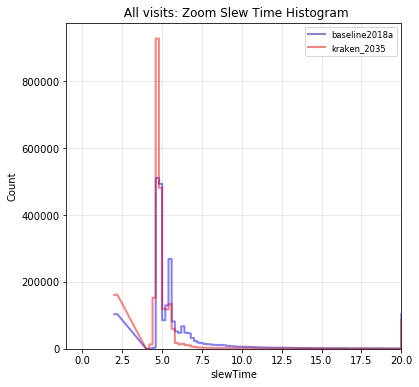 All visits: Zoom Slew Time Histogram
baseline2018a
kraken_2035
Count
800000
600000
400000
200000
0
0.0 2.5 5.0 7.5 10.0 12.5 15.0 17.5 20.0
slewTime